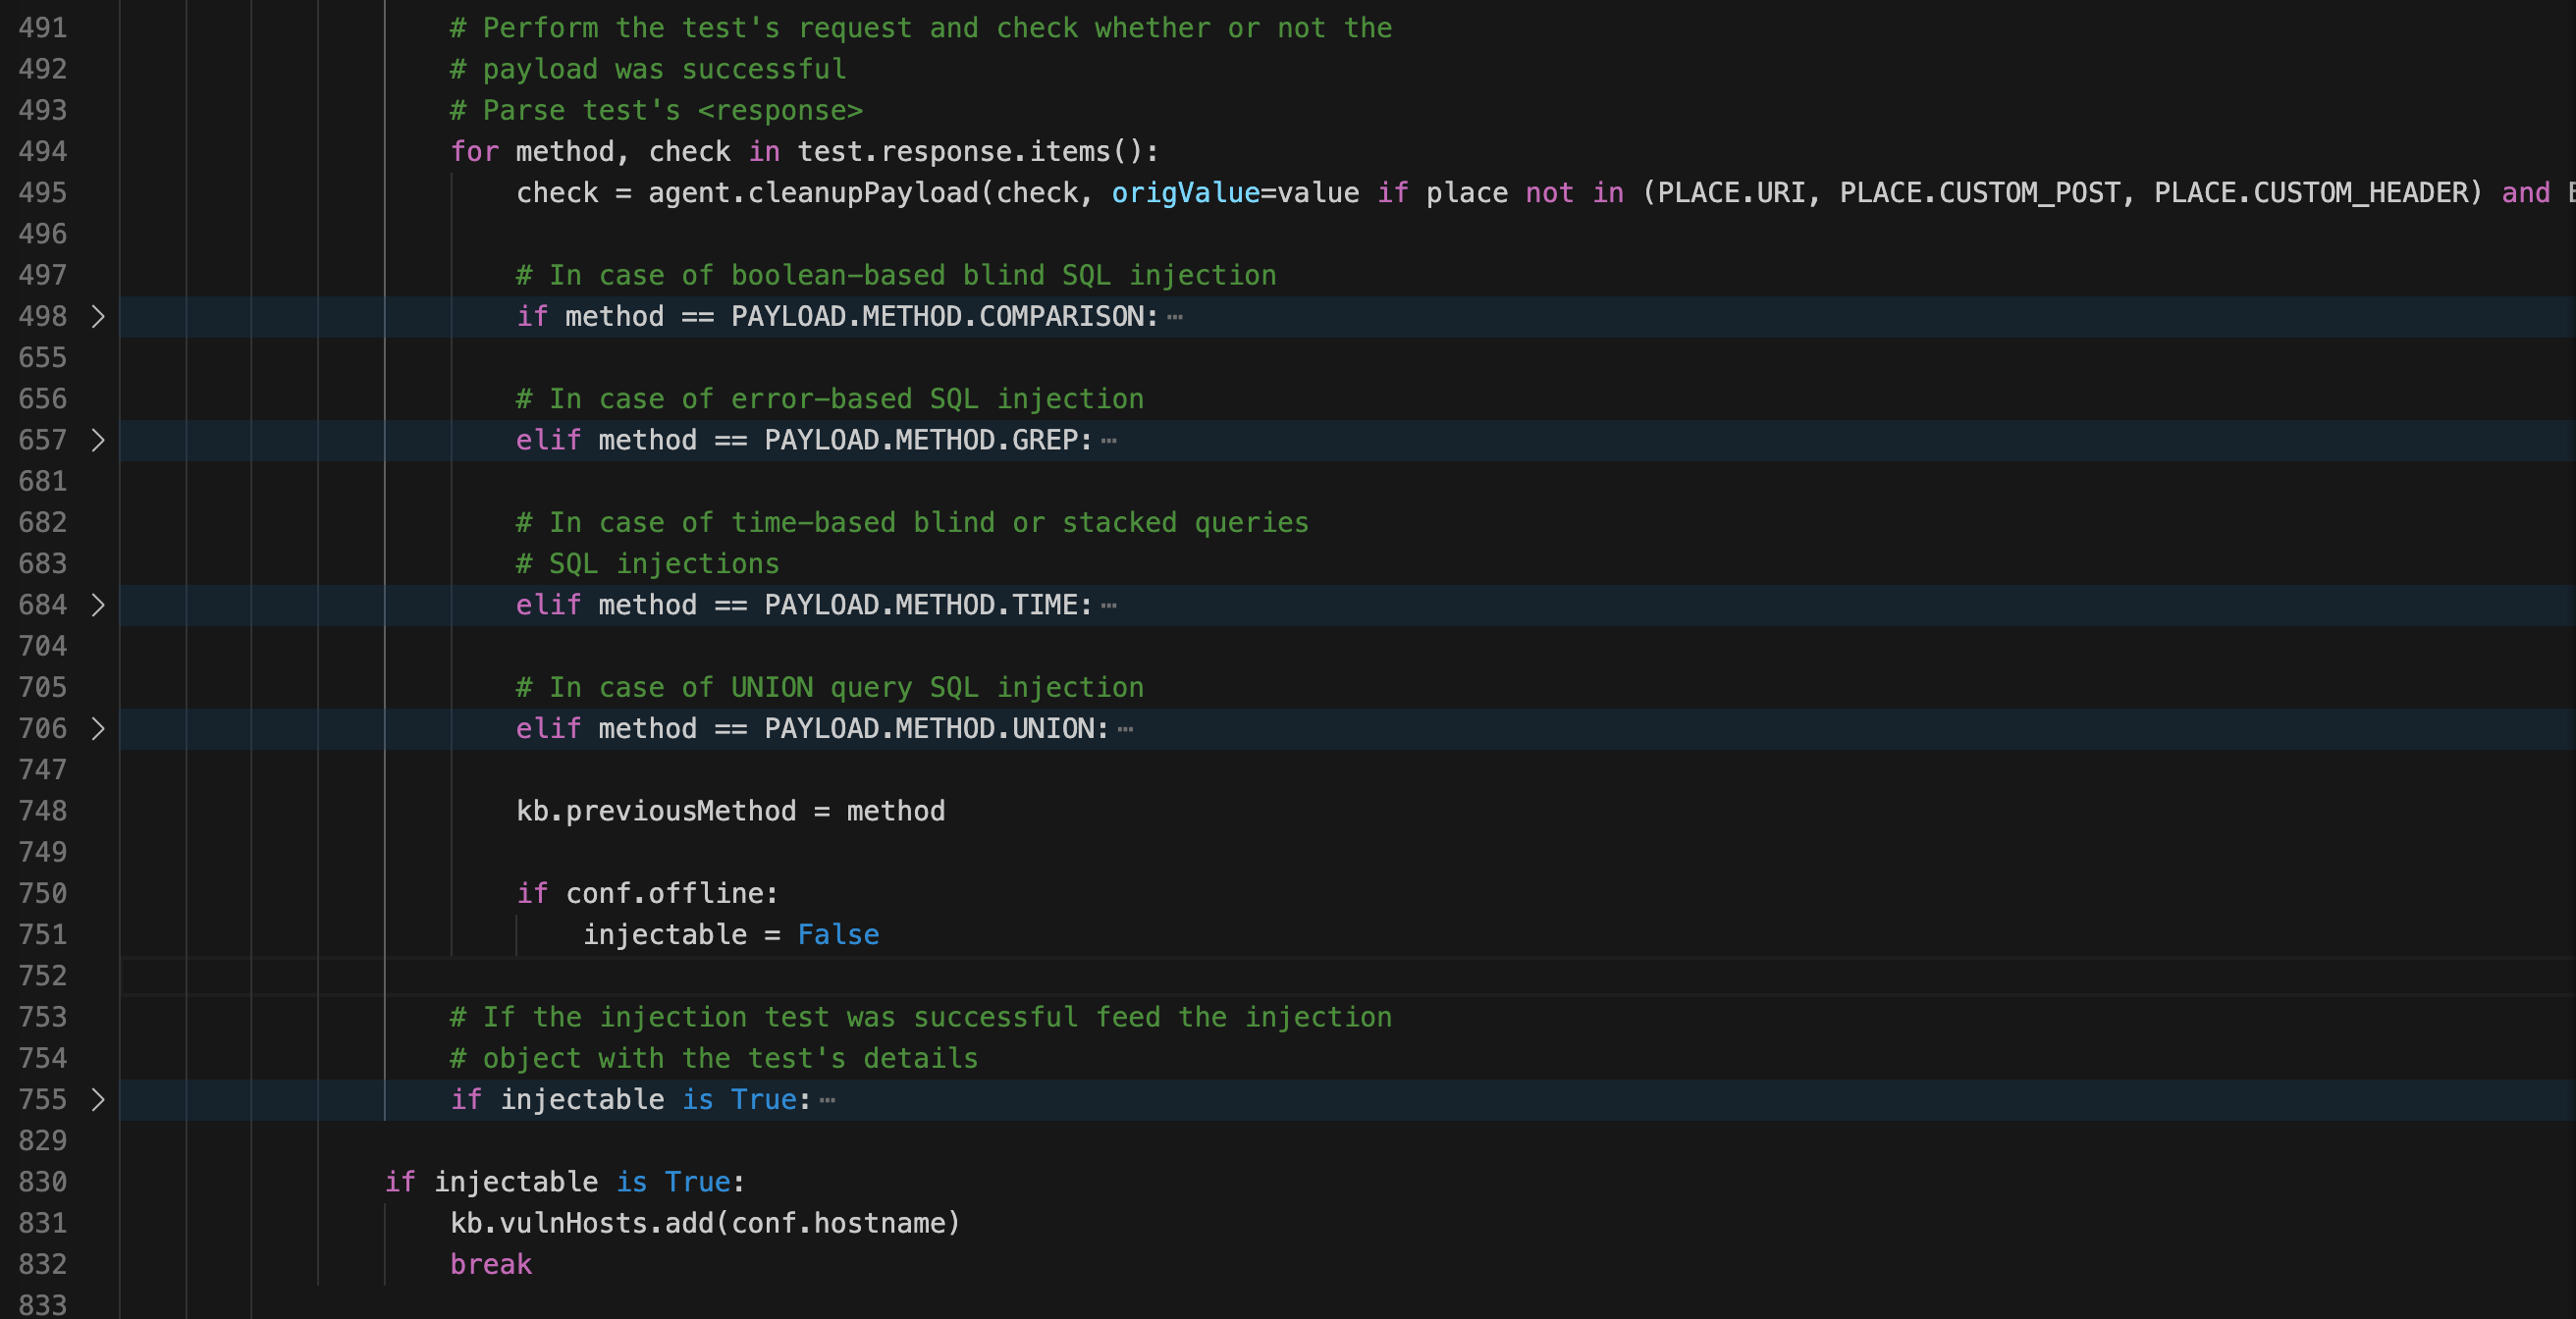 491 # Perform the test's request and check whether or not the
492 # payload was successful
493 # Parse test's <response>
494 for method, check in test.response.items():
495 check = agent.cleanupPayload(check, origValue=value if place not in (PLACE.URI, PLACE.CUSTOM_POST, PLACE.CUSTOM_HEADER) and
496
497 # In case of boolean-based blind SQL injection
498 if method == PAYLOAD.METHOD.COMPARISON:⋯
655
656 # In case of error-based SQL injection
657 elif method == PAYLOAD.METHOD.GREP:⋯
681
682 # In case of time-based blind or stacked queries
683 # SQL injections
684 elif method == PAYLOAD.METHOD.TIME:⋯
704
705 # In case of UNION query SQL injection
706 elif method == PAYLOAD.METHOD.UNION:⋯
747
748 kb.previousMethod = method
749
750 if conf.offline:
751 injectable = False
752
753 # If the injection test was successful feed the injection
754 # object with the test's details
755 if injectable is True:⋯
829
830 if injectable is True:
831 kb.vulnHosts.add(conf.hostname)
832 break
833